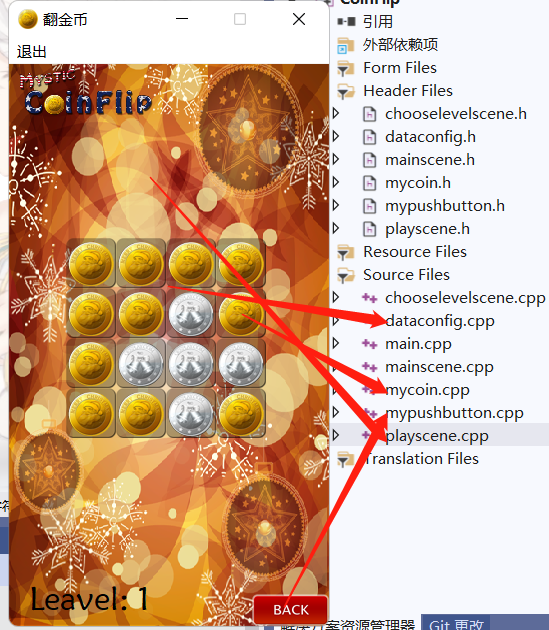 翻金币
退出
MYSTIC
CoinFlip
Leavel: 1
BACK
CoinFlip
引用
外部依赖项
Form Files
Header Files
chooselevelscene.h
dataconfig.h
mainscene.h
mycoin.h
mypushbutton.h
playscene.h
Resource Files
Source Files
chooselevelscene.cpp
dataconfig.cpp
main.cpp
mainscene.cpp
mycoin.cpp
mypushbutton.cpp
playscene.cpp
Translation Files
解决方案资源管理器
Git 更改